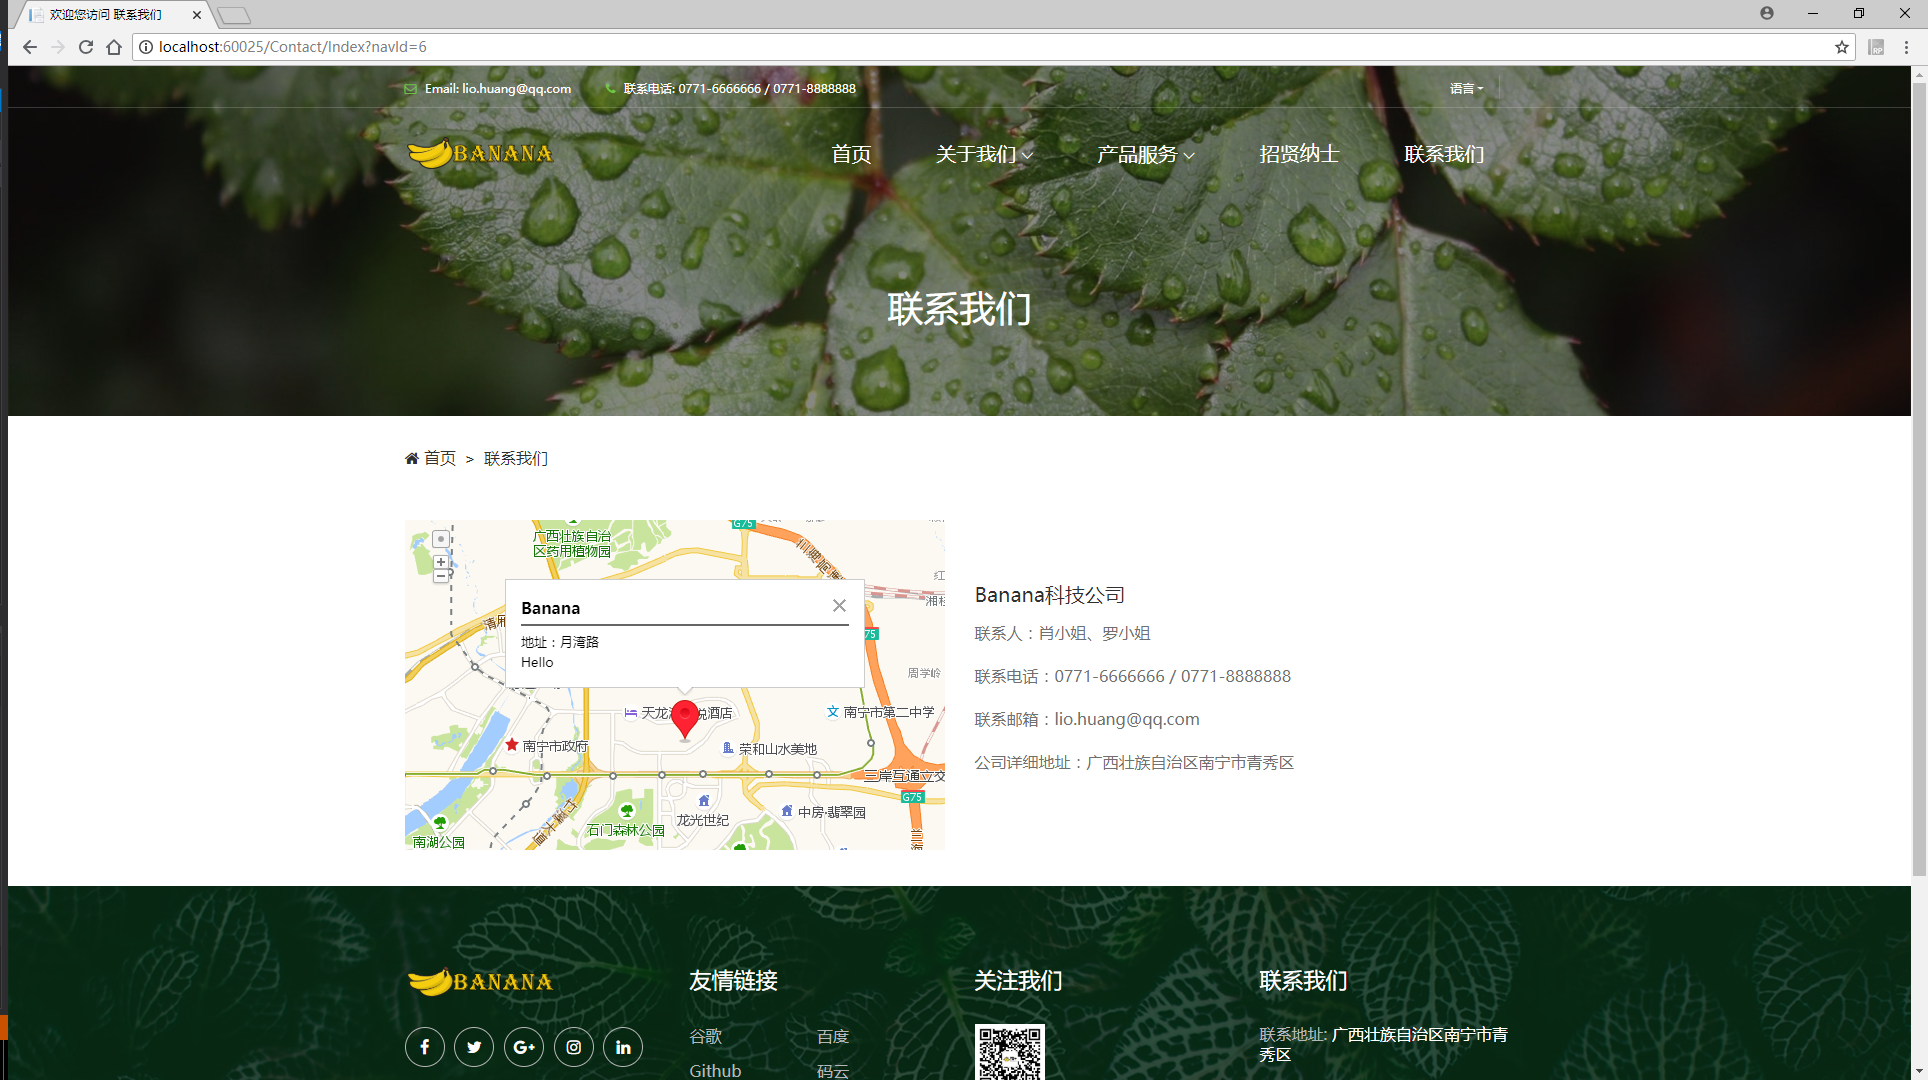 欢迎您访问 联系我们
localhost:60025/Contact/Index?navId=6
Email: lio.huang@qq.com
联系电话: 0771-6666666 / 0771-8888888
语言
BANANA
首页
关于我们
产品服务
招贤纳士
联系我们
联系我们
首页 > 联系我们
广西壮族自治
区药用植物园
G75
Banana
地址：月湾路
Hello
75
周学岭
南宁市第二中学
南宁市政府
荣和山水美地
三岸互通立交
G75
中房·翡翠园
龙光世纪
石门森林公园
南湖公园
Banana科技公司
联系人：肖小姐、罗小姐
联系电话：0771-6666666 / 0771-8888888
联系邮箱：lio.huang@qq.com
公司详细地址：广西壮族自治区南宁市青秀区
BANANA
友情链接
谷歌
百度
Github
码云
关注我们
联系我们
联系地址: 广西壮族自治区南宁市青
秀区